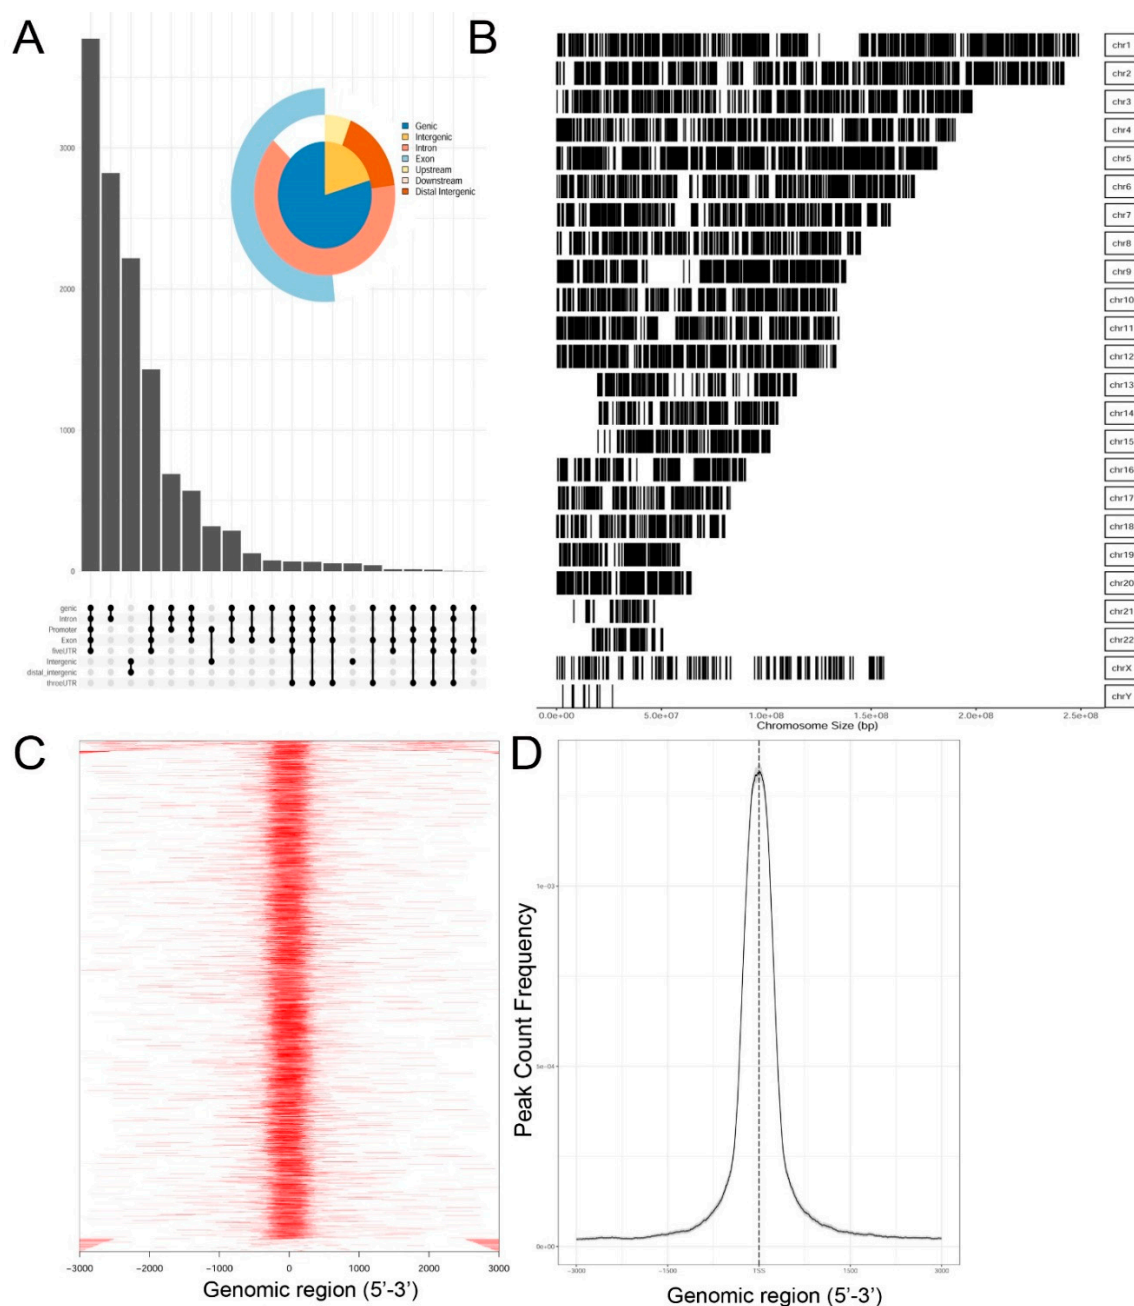 A
3000
2000
1000
0
Genic
Intergenic
Intron
Exon
Upstream
Downstream
Distal Intergenic
genic
Intron
Promoter
Exon
fiveUTR
Intergenic
distal_intergenic
threeUTR
B
chr1
chr2
chr3
chr4
chr5
chr6
chr7
chr8
chr9
chr10
chr11
chr12
chr13
chr14
chr15
chr16
chr17
chr18
chr19
chr20
chr21
chr22
chrX
chrY
0.0e+00 5.0e+07 1.0e+08 1.5e+08 2.0e+08 2.5e+08
Chromosome Size (bp)
C
-3000 -2000 -1000 0 1000 2000 3000
Genomic region (5'-3')
D
Peak Count Frequency
1e-03
5e-04
0e+00
-3000 -1500 TSS 1500 3000
Genomic region (5'-3')